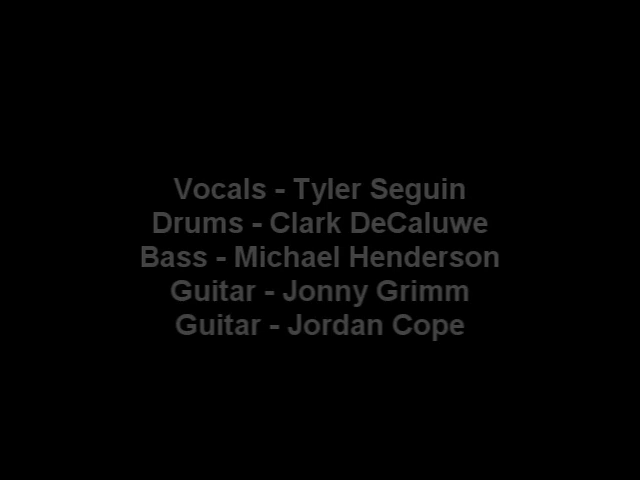 Vocals - Tyler Seguin
Drums - Clark DeCaluwe
Bass - Michael Henderson
Guitar - Jonny Grimm
Guitar - Jordan Cope